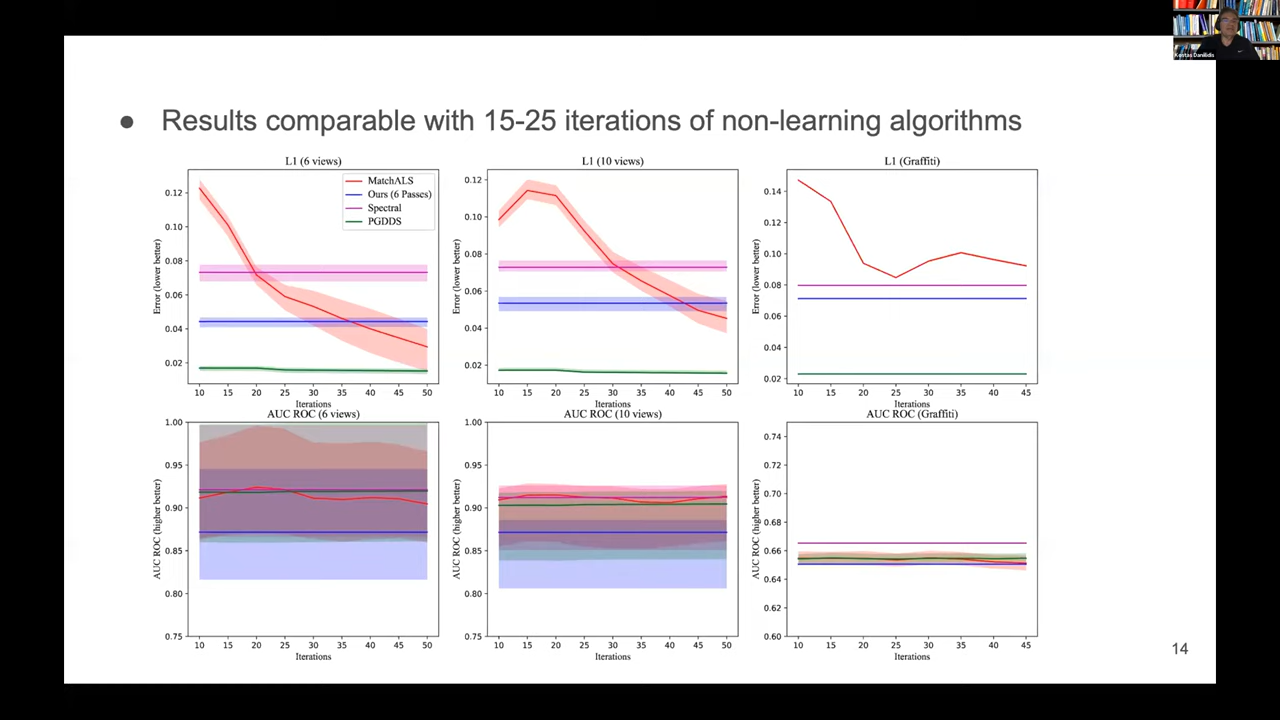 Kostas Daniilidis
● Results comparable with 15-25 iterations of non-learning algorithms
L1 (6 views)
Error (lower better)
0.12
0.10
0.08
0.06
0.04
0.02
MatchALS
Ours (6 Passes)
Spectral
PGDDS
10 15 20 25 30 35 40 45 50
Iterations
L1 (10 views)
Error (lower better)
0.12
0.10
0.08
0.06
0.04
0.02
10 15 20 25 30 35 40 45 50
Iterations
L1 (Graffiti)
Error (lower better)
0.14
0.12
0.10
0.08
0.06
0.04
0.02
10 15 20 25 30 35 40 45
Iterations
AUC ROC (6 views)
AUC ROC (higher better)
1.00
0.95
0.90
0.85
0.80
0.75
10 15 20 25 30 35 40 45 50
Iterations
AUC ROC (10 views)
AUC ROC (higher better)
1.00
0.95
0.90
0.85
0.80
0.75
10 15 20 25 30 35 40 45 50
Iterations
AUC ROC (Graffiti)
AUC ROC (higher better)
0.74
0.72
0.70
0.68
0.66
0.64
0.62
0.60
10 15 20 25 30 35 40 45
Iterations
14